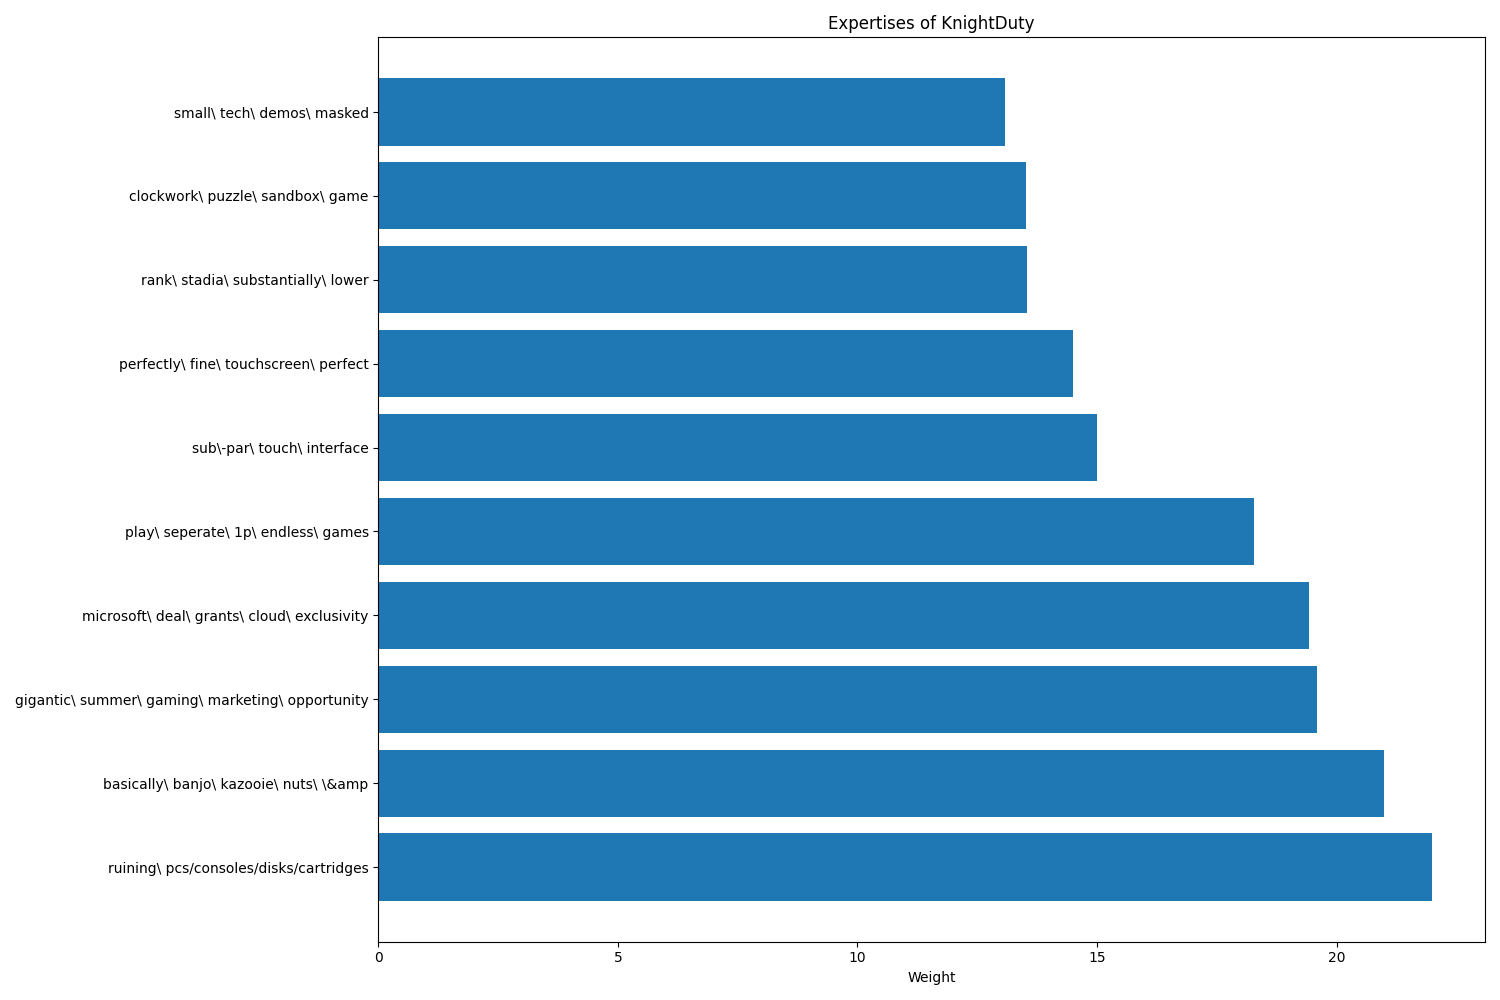 Expertises of KnightDuty
small\ tech\ demos\ masked
clockwork\ puzzle\ sandbox\ game
rank\ stadia\ substantially\ lower
perfectly\ fine\ touchscreen\ perfect
sub\-par\ touch\ interface
play\ seperate\ 1p\ endless\ games
microsoft\ deal\ grants\ cloud\ exclusivity
gigantic\ summer\ gaming\ marketing\ opportunity
basically\ banjo\ kazooie\ nuts\ \&amp
ruining\ pcs/consoles/disks/cartridges
0 5 10 15 20
Weight